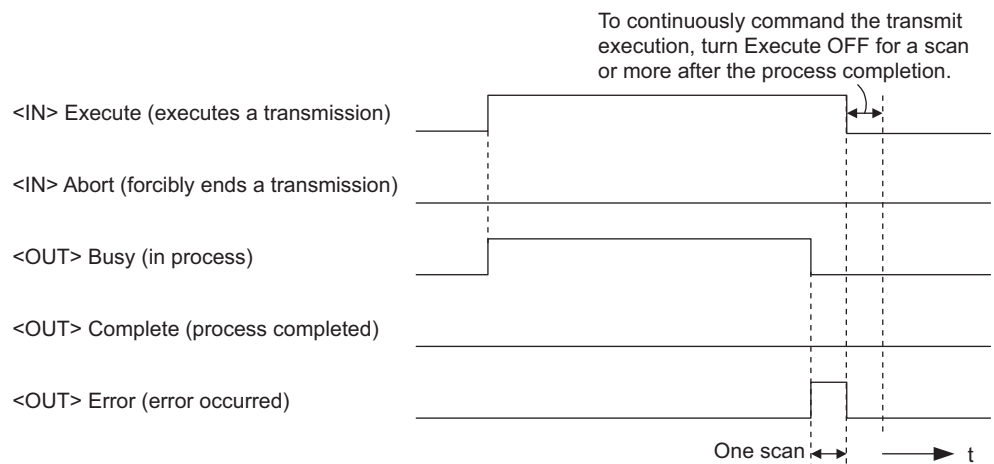 To continuously command the transmit
execution, turn Execute OFF for a scan
or more after the process completion.
<IN> Execute (executes a transmission)
<IN> Abort (forcibly ends a transmission)
<OUT> Busy (in process)
<OUT> Complete (process completed)
<OUT> Error (error occurred)
One scan
t